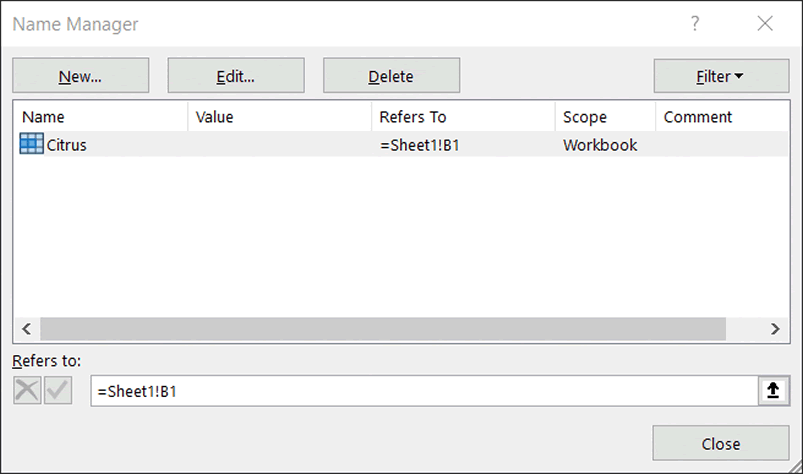 Name Manager ?
New... Edit... Delete Filter
Name Value Refers To Scope Comment
Citrus =Sheet1!B1 Workbook
Refers to:
=Sheet1!B1
Close